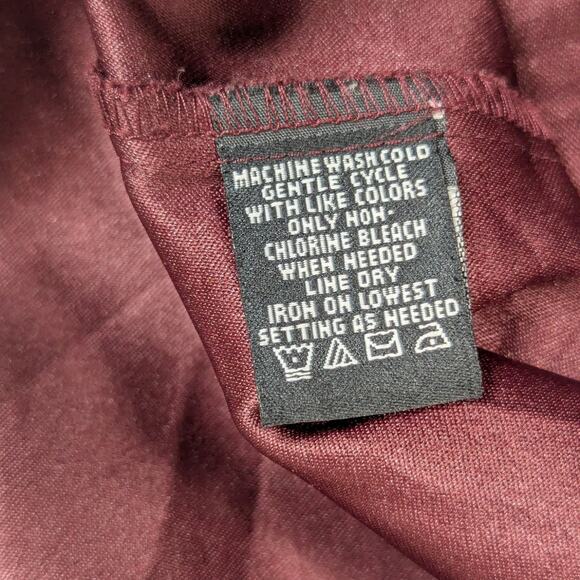 MACHINE WASH COLD
GENTLE CYCLE
WITH LIKE COLORS
ONLY NON-
CHLORINE BLEACH
WHEN NEEDED
LINE DRY
IRON ON LOWEST
SETTING AS NEEDED